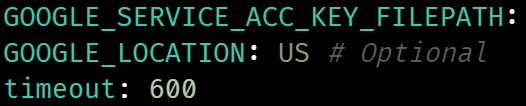 GOOGLE_SERVICE_ACC_KEY_FILEPATH:
GOOGLE_LOCATION: US # Optional
timeout: 600